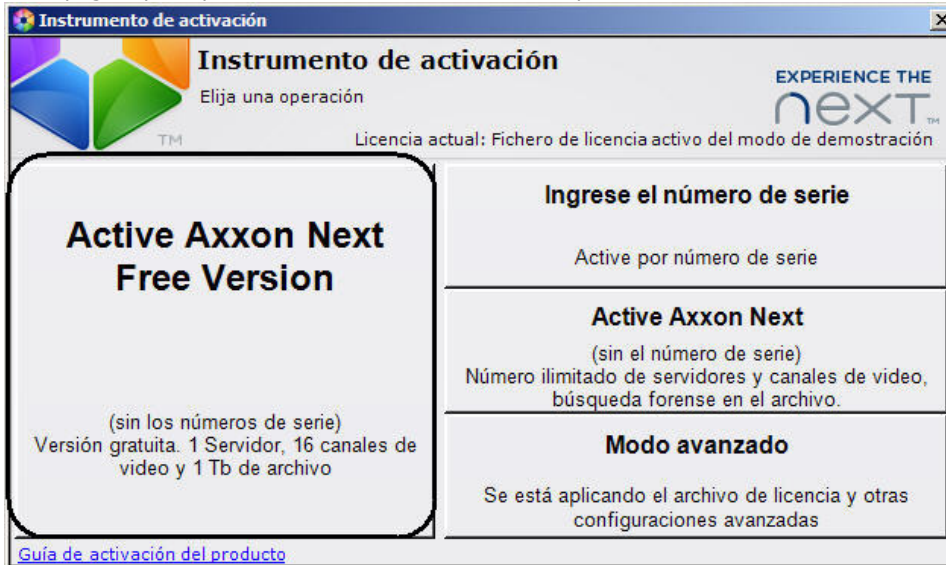 Instrumento de activación
Instrumento de activación
Elija una operación
EXPERIENCE THE
next™
TM
Licencia actual: Fichero de licencia activo del modo de demostración
Active Axxon Next
Free Version
(sin los números de serie)
Versión gratuita. 1 Servidor, 16 canales de
video y 1 Tb de archivo
Ingrese el número de serie
Active por número de serie
Active Axxon Next
(sin el número de serie)
Número ilimitado de servidores y canales de video,
búsqueda forense en el archivo.
Modo avanzado
Se está aplicando el archivo de licencia y otras
configuraciones avanzadas
Guía de activación del producto